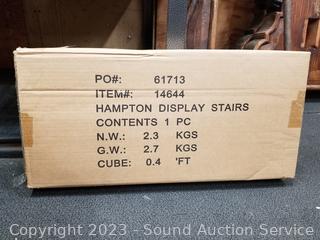 PO#: 61713
ITEM#: 14644
HAMPTON DISPLAY STAIRS
CONTENTS 1 PC
N.W.: 2.3 KGS
G.W.: 2.7 KGS
CUBE: 0.4 'FT
Copyright © 2023 - Sound Auction Service